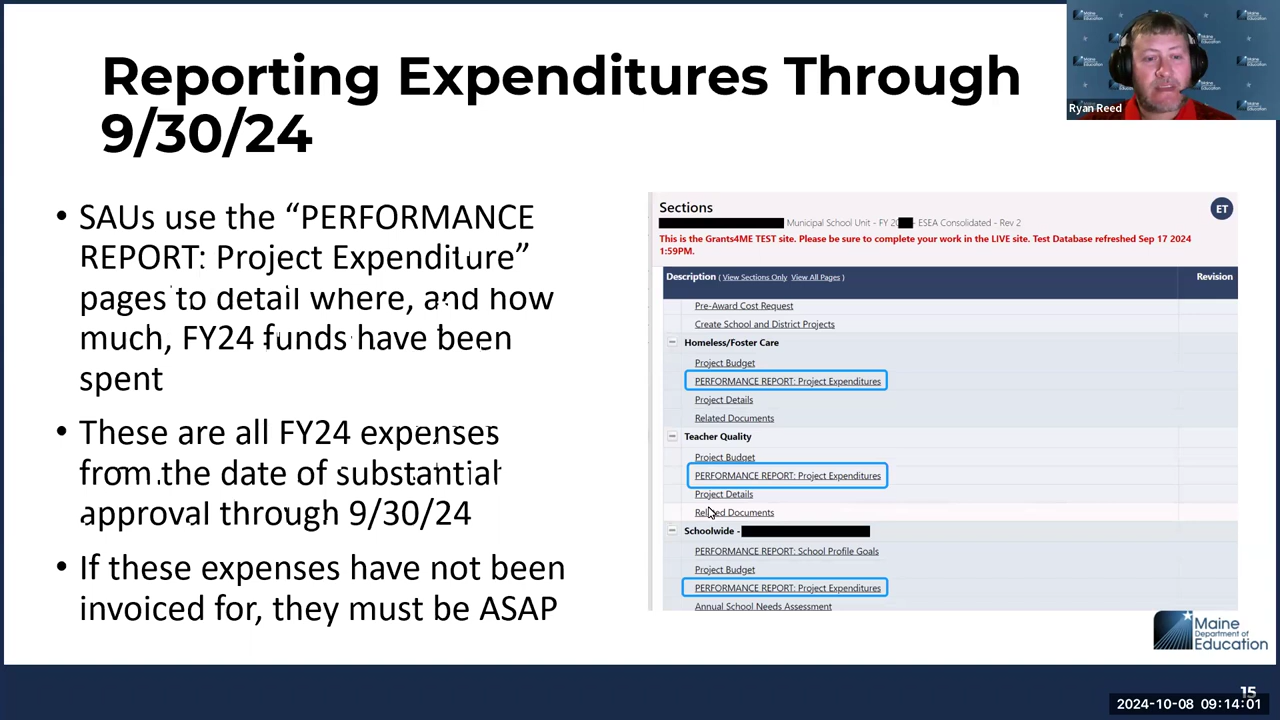 Reporting Expenditures Through
9/30/24
• SAUs use the “PERFORMANCE
REPORT: Project Expenditure”
pages to detail where, and how
much, FY24 funds have been
spent
• These are all FY24 expenses
from the date of substantial
approval through 9/30/24
• If these expenses have not been
invoiced for, they must be ASAP
Sections
ET
Municipal School Unit - FY 20 - ESEA Consolidated - Rev 2
This is the Grants4ME TEST site. Please be sure to complete your work in the LIVE site. Test Database refreshed Sep 17 2024
1:59PM.
Description ( View Sections Only View All Pages ) Revision
Pre-Award Cost Request
Create School and District Projects
Homeless/Foster Care
Project Budget
PERFORMANCE REPORT: Project Expenditures
Project Details
Related Documents
Teacher Quality
Project Budget
PERFORMANCE REPORT: Project Expenditures
Project Details
Related Documents
Schoolwide -
PERFORMANCE REPORT: School Profile Goals
Project Budget
PERFORMANCE REPORT: Project Expenditures
Annual School Needs Assessment
Ryan Reed
Maine
Department of
Education
15
2024-10-08 09:14:01